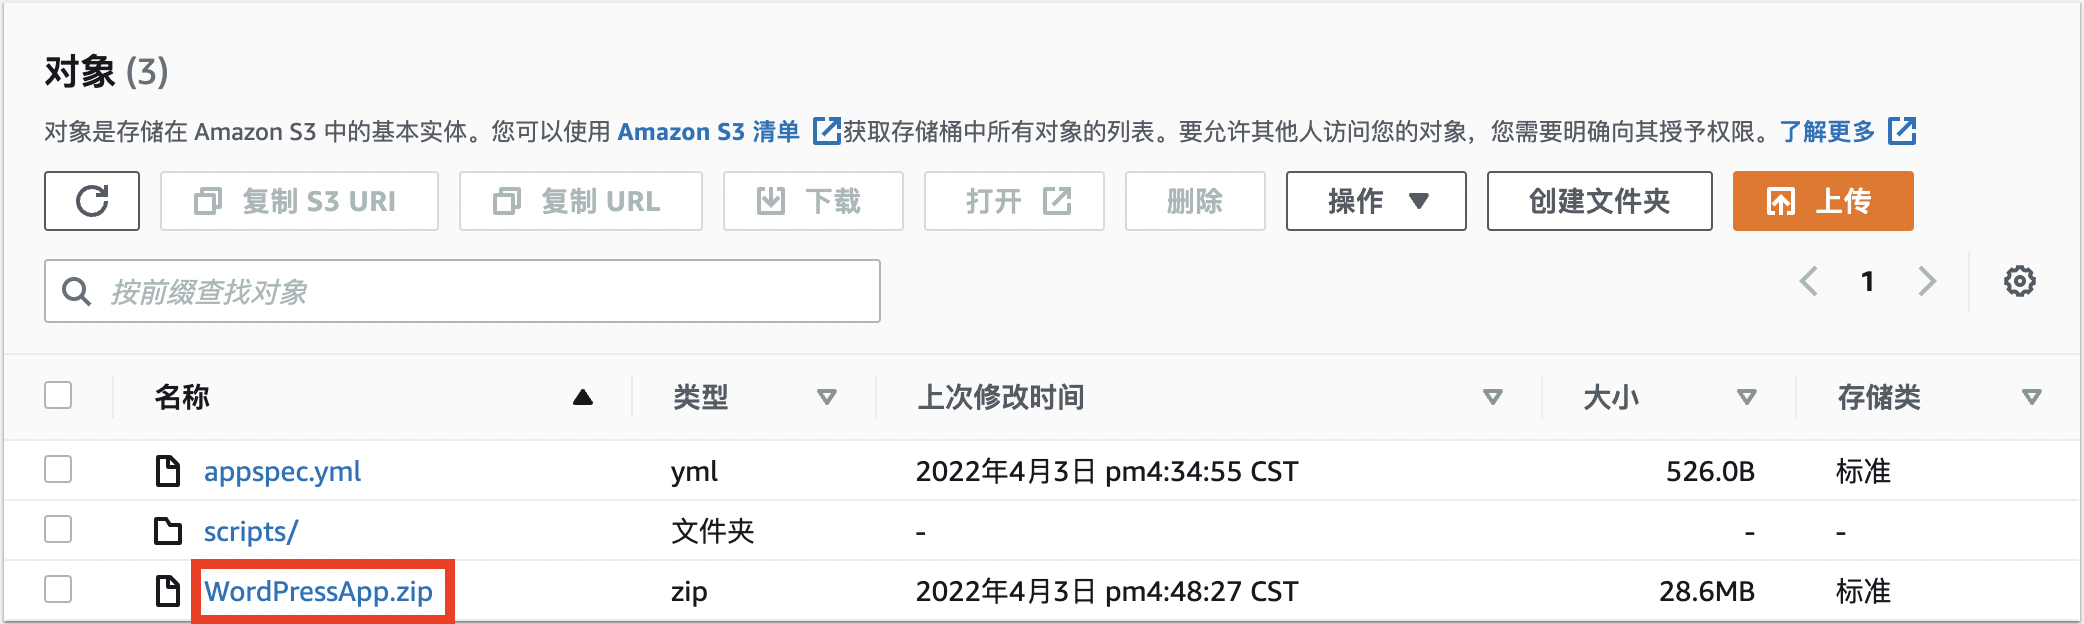 对象 (3)
对象是存储在 Amazon S3 中的基本实体。您可以使用 Amazon S3 清单 获取存储桶中所有对象的列表。要允许其他人访问您的对象，您需要明确向其授予权限。了解更多
复制 S3 URI 复制 URL 下载 打开 删除 操作 创建文件夹 上传
按前缀查找对象 1
名称 类型 上次修改时间 大小 存储类
appspec.yml yml 2022年4月3日 pm4:34:55 CST 526.0B 标准
scripts/ 文件夹 - - -
WordPressApp.zip zip 2022年4月3日 pm4:48:27 CST 28.6MB 标准